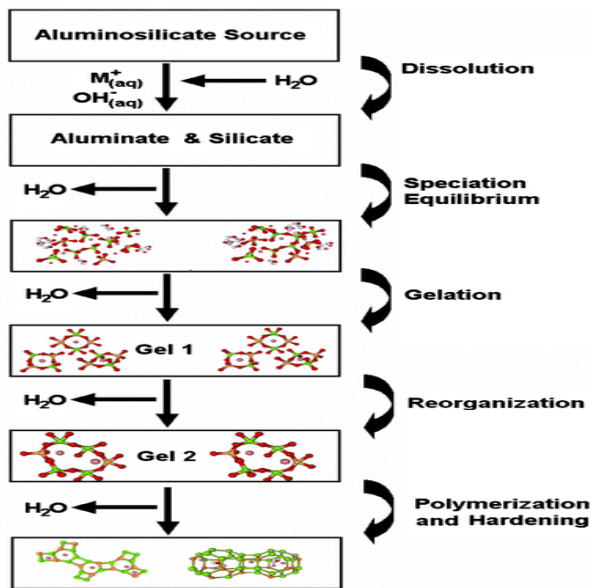 Aluminosilicate Source
M⁺(aq)
OH⁻(aq)
H₂O
Dissolution
Aluminate & Silicate
H₂O
Speciation
Equilibrium
H₂O
Gelation
Gel 1
H₂O
Reorganization
Gel 2
H₂O
Polymerization
and Hardening